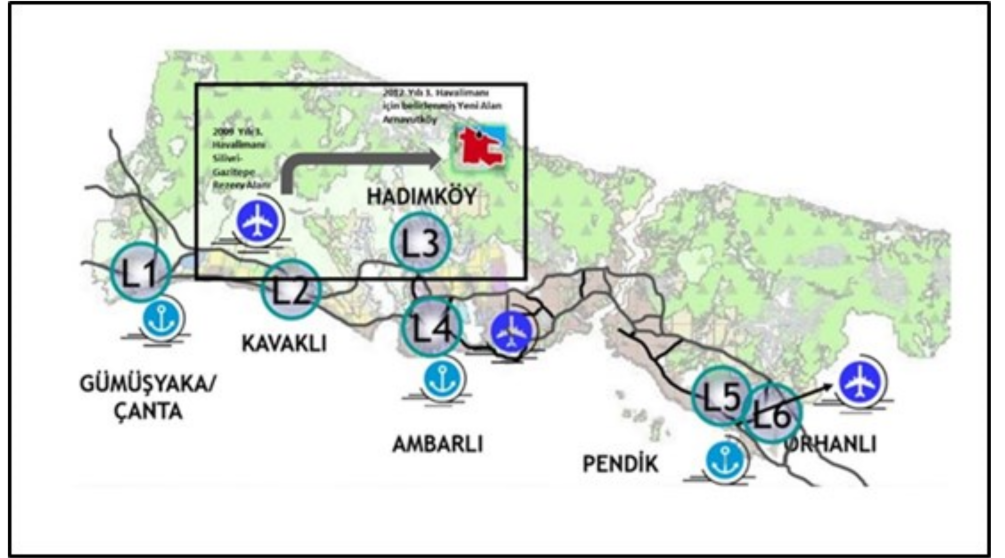 2012 Yılı 3. Havalimanı
için belirlenmiş Yeni Alan
Arnavutköy
2009 Yılı 3.
Havalimanı
Silivri-
Gazitepe
Rezerv Alanı
HADIMKÖY
L3
L1
L2
L4
KAVAKLI
GÜMÜŞYAKA/
ÇANTA
AMBARLI
L5
L6
ORHANLI
PENDİK